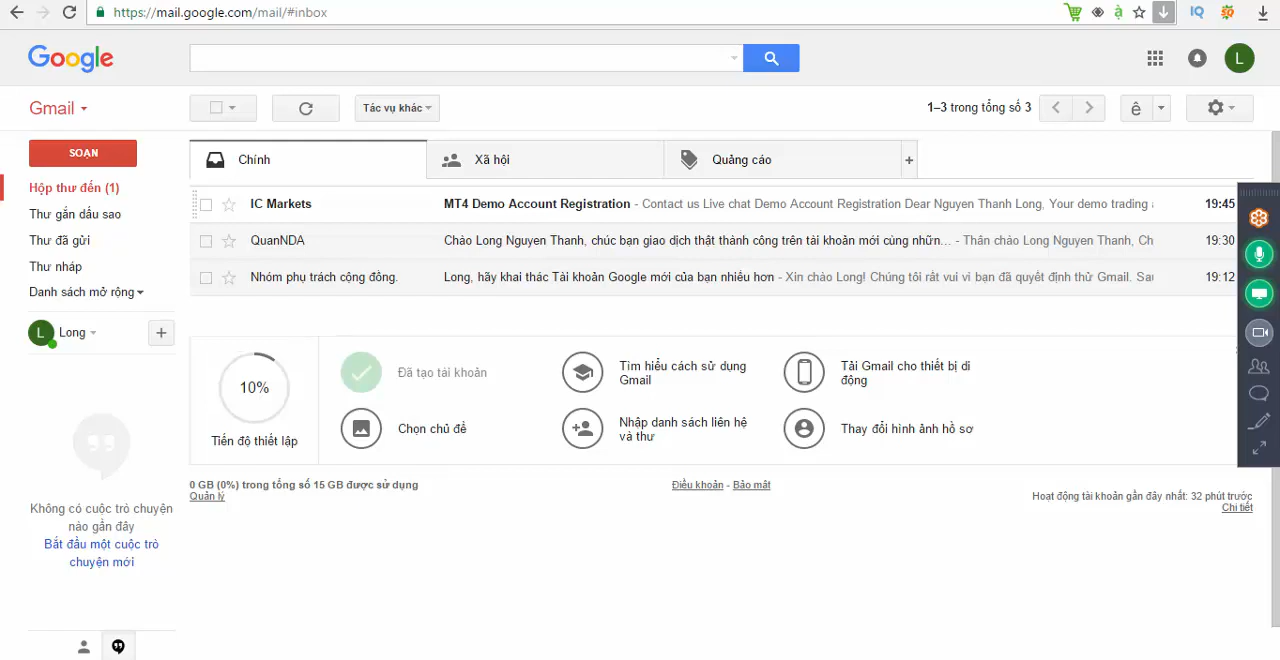 https://mail.google.com/mail/#inbox
Google
L
Gmail
Tác vụ khác
1–3 trong tổng số 3
ê
SOẠN
Chính
Xã hội
Quảng cáo
+
Hộp thư đến (1)
Thư gắn dấu sao
Thư đã gửi
Thư nháp
Danh sách mở rộng
IC Markets
MT4 Demo Account Registration - Contact us Live chat Demo Account Registration Dear Nguyen Thanh Long, Your demo trading
19:45
QuanNDA
Chào Long Nguyen Thanh, chúc bạn giao dịch thật thành công trên tài khoản mới cùng nhữn... - Thân chào Long Nguyen Thanh, Ch
19:30
Nhóm phụ trách cộng đồng.
Long, hãy khai thác Tài khoản Google mới của bạn nhiều hơn - Xin chào Long! Chúng tôi rất vui vì bạn đã quyết định thử Gmail. Sau
19:12
L
Long
+
10%
Tiến độ thiết lập
Đã tạo tài khoản
Tìm hiểu cách sử dụng
Gmail
Tải Gmail cho thiết bị di
động
Chọn chủ đề
Nhập danh sách liên hệ
và thư
Thay đổi hình ảnh hồ sơ
0 GB (0%) trong tổng số 15 GB được sử dụng
Quản lý
Điều khoản - Bảo mật
Hoạt động tài khoản gần đây nhất: 32 phút trước
Chi tiết
Không có cuộc trò chuyện
nào gần đây
Bắt đầu một cuộc trò
chuyện mới